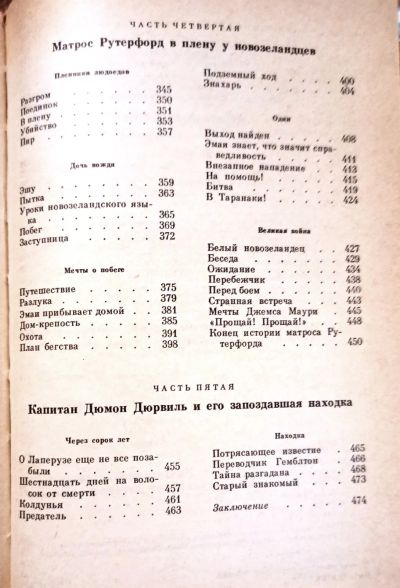 ЧАСТЬ ЧЕТВЕРТАЯ
Матрос Рутерфорд в плену у новозеландцев
Пленники людоедов
Разгром . . . . . . . 345
Поединок . . . . . . 350
В плену . . . . . . . 351
Убийство . . . . . . 353
Пир . . . . . . . . 357
Дочь вождя
Эшу . . . . . . . . 359
Пытка . . . . . . . 363
Уроки новозеландского язы-
ка . . . . . . . . 365
Побег . . . . . . . 369
Заступница . . . . . 372
Мечты о побеге
Путешествие . . . . . 375
Разлука . . . . . . 379
Эмаи прибывает домой . . 381
Дом-крепость . . . . . 385
Охота . . . . . . . 391
План бегства . . . . . 398
Подземный ход . . . . 400
Знахарь . . . . . . . 404
Один
Выход найден . . . . . 408
Эмаи знает, что значит спра-
ведливость . . . . . 411
Внезапное нападение . . 413
На помощь! . . . . . 415
Битва . . . . . . . 419
В Таранаки! . . . . . 424
Великая война
Белый новозеландец . . 427
Беседа . . . . . . . 429
Ожидание . . . . . . 434
Перебежчик . . . . . 438
Перед боем . . . . . 440
Странная встреча . . . 443
Мечты Джемса Маури . . 445
«Прощай! Прощай!» . . 448
Конец истории матроса Ру-
терфорда . . . . . . 450
ЧАСТЬ ПЯТАЯ
Капитан Дюмон Дюрвиль и его запоздавшая находка
Через сорок лет
О Лаперузе еще не все поза-
были . . . . . . . 455
Шестнадцать дней на воло-
сок от смерти . . . . 457
Колдунья . . . . . . 461
Предатель . . . . . . 463
Находка
Потрясающее известие . . 465
Переводчик Гемблтон . . 466
Тайна разгадана . . . . 468
Старый знакомый . . . 473
Заключение . . . . . 474